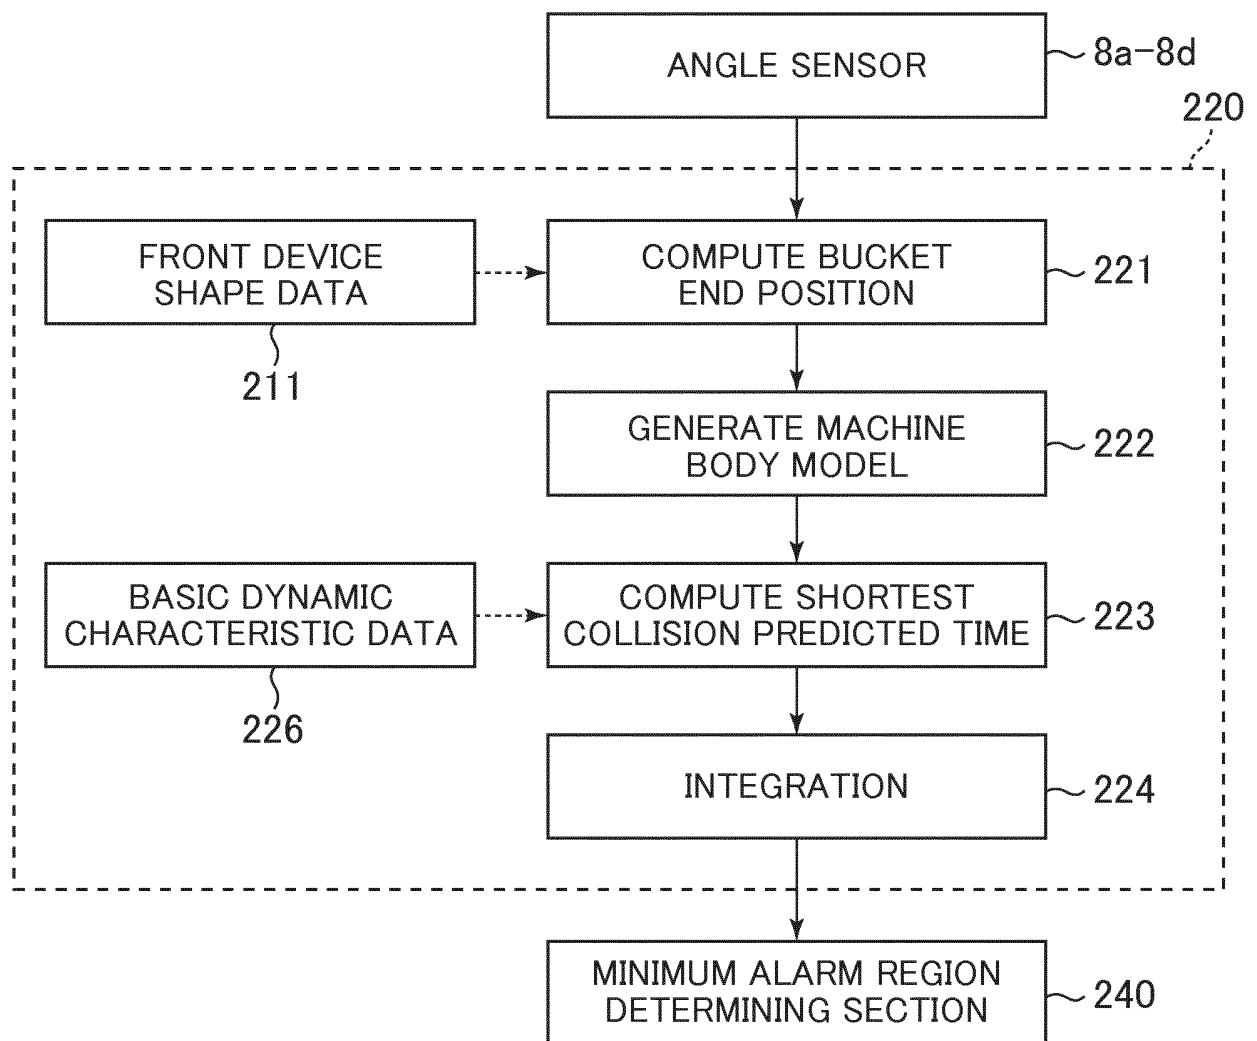 ANGLE SENSOR
8a-8d
220
FRONT DEVICE
SHAPE DATA
211
COMPUTE BUCKET
END POSITION
221
GENERATE MACHINE
BODY MODEL
222
BASIC DYNAMIC
CHARACTERISTIC DATA
226
COMPUTE SHORTEST
COLLISION PREDICTED TIME
223
INTEGRATION
224
MINIMUM ALARM REGION
DETERMINING SECTION
240